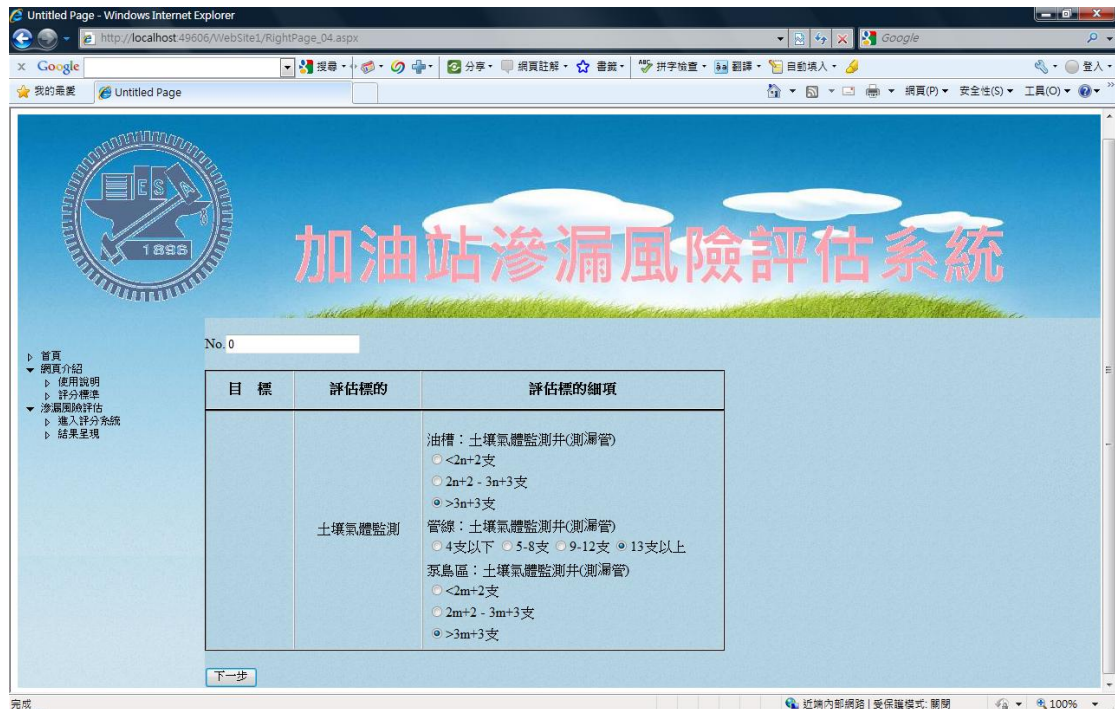 Untitled Page - Windows Internet Explorer
http://localhost:49606/WebSite1/RightPage_04.aspx
Google
x Google 搜尋 分享 網頁註解 書籤 拼字檢查 翻譯 自動填入 登入
我的最愛 Untitled Page 網頁(P) 安全性(S) 工具(O)
ESA
1896
加油站滲漏風險評估系統
首頁
網頁介紹
使用說明
評分標準
滲漏風險評估
進入評分系統
結果呈現
No. 0
目 標 評估標的 評估標的細項
土壤氣體監測
油槽：土壤氣體監測井(測漏管)
<2n+2支
2n+2 - 3n+3支
>3n+3支
管線：土壤氣體監測井(測漏管)
4支以下 5-8支 9-12支 13支以上
泵島區：土壤氣體監測井(測漏管)
<2m+2支
2m+2 - 3m+3支
>3m+3支
下一步
完成 近端內部網路 | 受保護模式: 關閉 100%